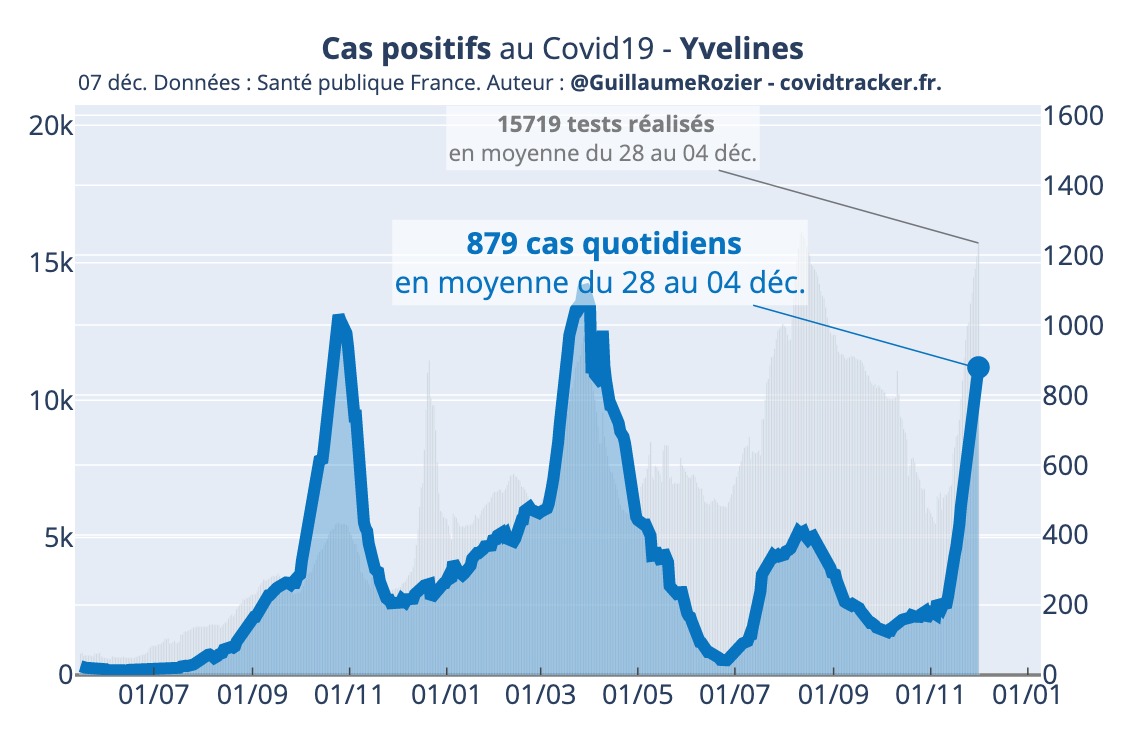 Cas positifs au Covid19 - Yvelines
07 déc. Données : Santé publique France. Auteur : @GuillaumeRozier - covidtracker.fr.
20k
15k
10k
5k
0
1600
1400
1200
1000
800
600
400
200
0
15719 tests réalisés
en moyenne du 28 au 04 déc.
879 cas quotidiens
en moyenne du 28 au 04 déc.
01/07 01/09 01/11 01/01 01/03 01/05 01/07 01/09 01/11 01/01